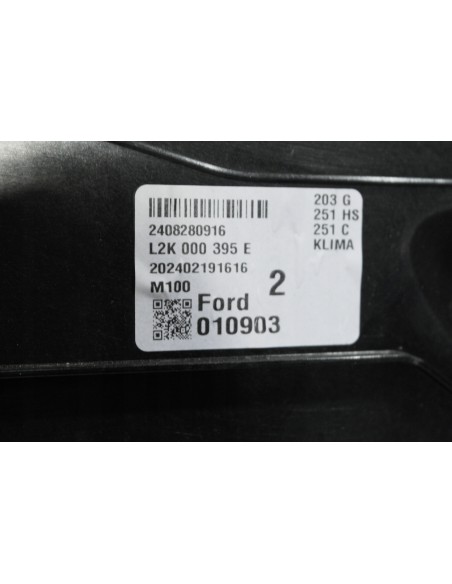 2408280916
L2K 000 395 E
202402191616
M100
Ford
010903
2
203 G
251 HS
251 C
KLIMA